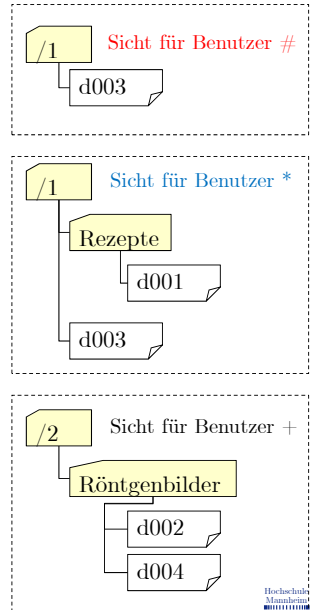 /1 Sicht für Benutzer #
d003
/1 Sicht für Benutzer *
Rezepte
d001
d003
/2 Sicht für Benutzer +
Röntgenbilder
d002
d004
Hochschule
Mannheim